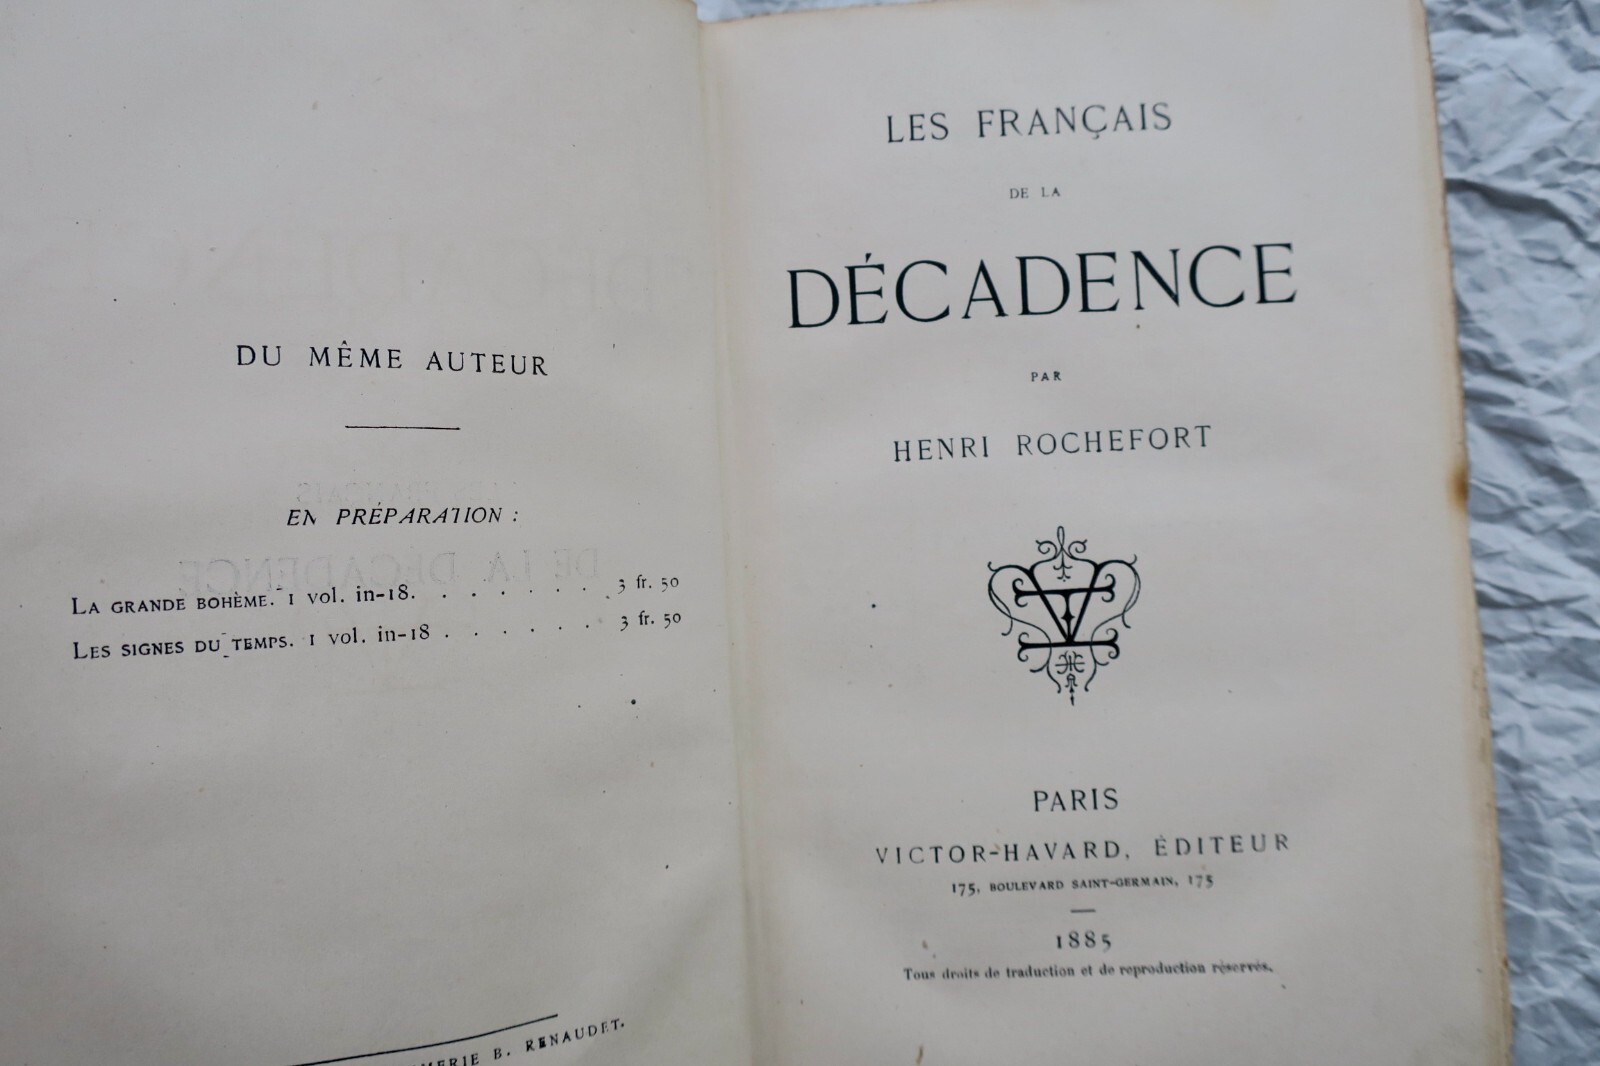 DU MÊME AUTEUR
EN PRÉPARATION :
LA GRANDE BOHÈME. 1 vol. in-18. . . . . . . . 3 fr. 50
LES SIGNES DU TEMPS. 1 vol. in-18 . . . . . . 3 fr. 50
B. RENAUDET.
LES FRANÇAIS
DE LA
DÉCADENCE
PAR
HENRI ROCHEFORT
PARIS
VICTOR-HAVARD, ÉDITEUR
175, BOULEVARD SAINT-GERMAIN, 175
1885
Tous droits de traduction et de reproduction réservés.